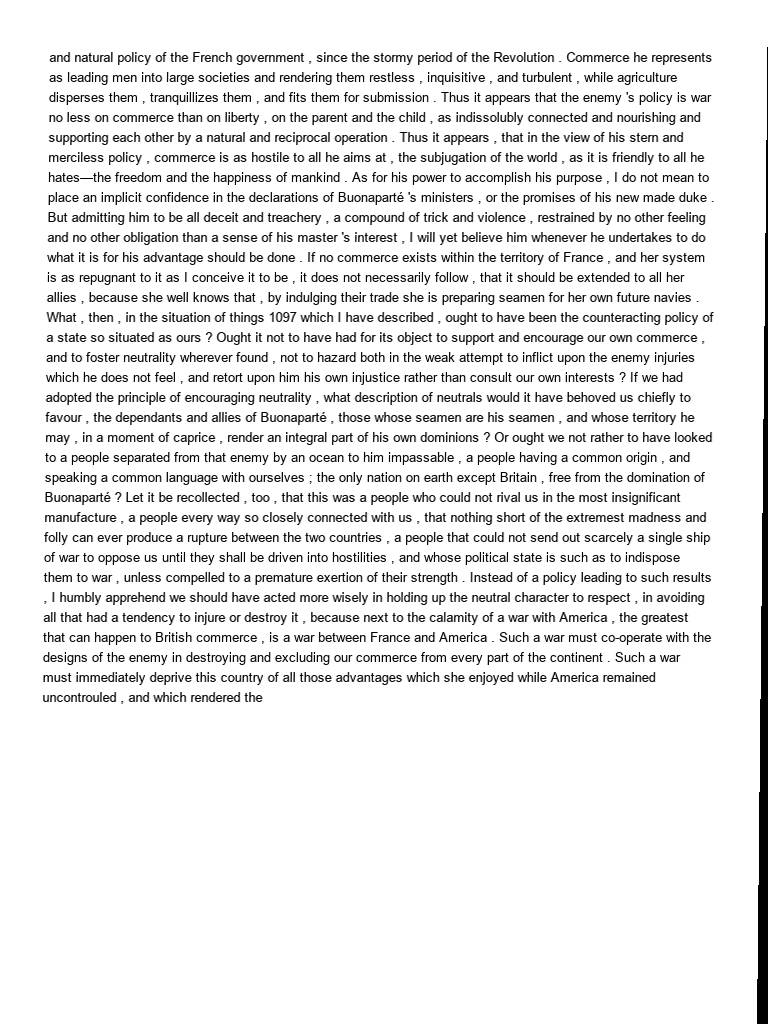 and natural policy of the French government , since the stormy period of the Revolution . Commerce he represents
as leading men into large societies and rendering them restless , inquisitive , and turbulent , while agriculture
disperses them , tranquillizes them , and fits them for submission . Thus it appears that the enemy 's policy is war
no less on commerce than on liberty , on the parent and the child , as indissolubly connected and nourishing and
supporting each other by a natural and reciprocal operation . Thus it appears , that in the view of his stern and
merciless policy , commerce is as hostile to all he aims at , the subjugation of the world , as it is friendly to all he
hates—the freedom and the happiness of mankind . As for his power to accomplish his purpose , I do not mean to
place an implicit confidence in the declarations of Buonaparté 's ministers , or the promises of his new made duke .
But admitting him to be all deceit and treachery , a compound of trick and violence , restrained by no other feeling
and no other obligation than a sense of his master 's interest , I will yet believe him whenever he undertakes to do
what it is for his advantage should be done . If no commerce exists within the territory of France , and her system
is as repugnant to it as I conceive it to be , it does not necessarily follow , that it should be extended to all her
allies , because she well knows that , by indulging their trade she is preparing seamen for her own future navies .
What , then , in the situation of things 1097 which I have described , ought to have been the counteracting policy of
a state so situated as ours ? Ought it not to have had for its object to support and encourage our own commerce ,
and to foster neutrality wherever found , not to hazard both in the weak attempt to inflict upon the enemy injuries
which he does not feel , and retort upon him his own injustice rather than consult our own interests ? If we had
adopted the principle of encouraging neutrality , what description of neutrals would it have behoved us chiefly to
favour , the dependants and allies of Buonaparté , those whose seamen are his seamen , and whose territory he
may , in a moment of caprice , render an integral part of his own dominions ? Or ought we not rather to have looked
to a people separated from that enemy by an ocean to him impassable , a people having a common origin , and
speaking a common language with ourselves ; the only nation on earth except Britain , free from the domination of
Buonaparté ? Let it be recollected , too , that this was a people who could not rival us in the most insignificant
manufacture , a people every way so closely connected with us , that nothing short of the extremest madness and
folly can ever produce a rupture between the two countries , a people that could not send out scarcely a single ship
of war to oppose us until they shall be driven into hostilities , and whose political state is such as to indispose
them to war , unless compelled to a premature exertion of their strength . Instead of a policy leading to such results
, I humbly apprehend we should have acted more wisely in holding up the neutral character to respect , in avoiding
all that had a tendency to injure or destroy it , because next to the calamity of a war with America , the greatest
that can happen to British commerce , is a war between France and America . Such a war must co-operate with the
designs of the enemy in destroying and excluding our commerce from every part of the continent . Such a war
must immediately deprive this country of all those advantages which she enjoyed while America remained
uncontrouled , and which rendered the